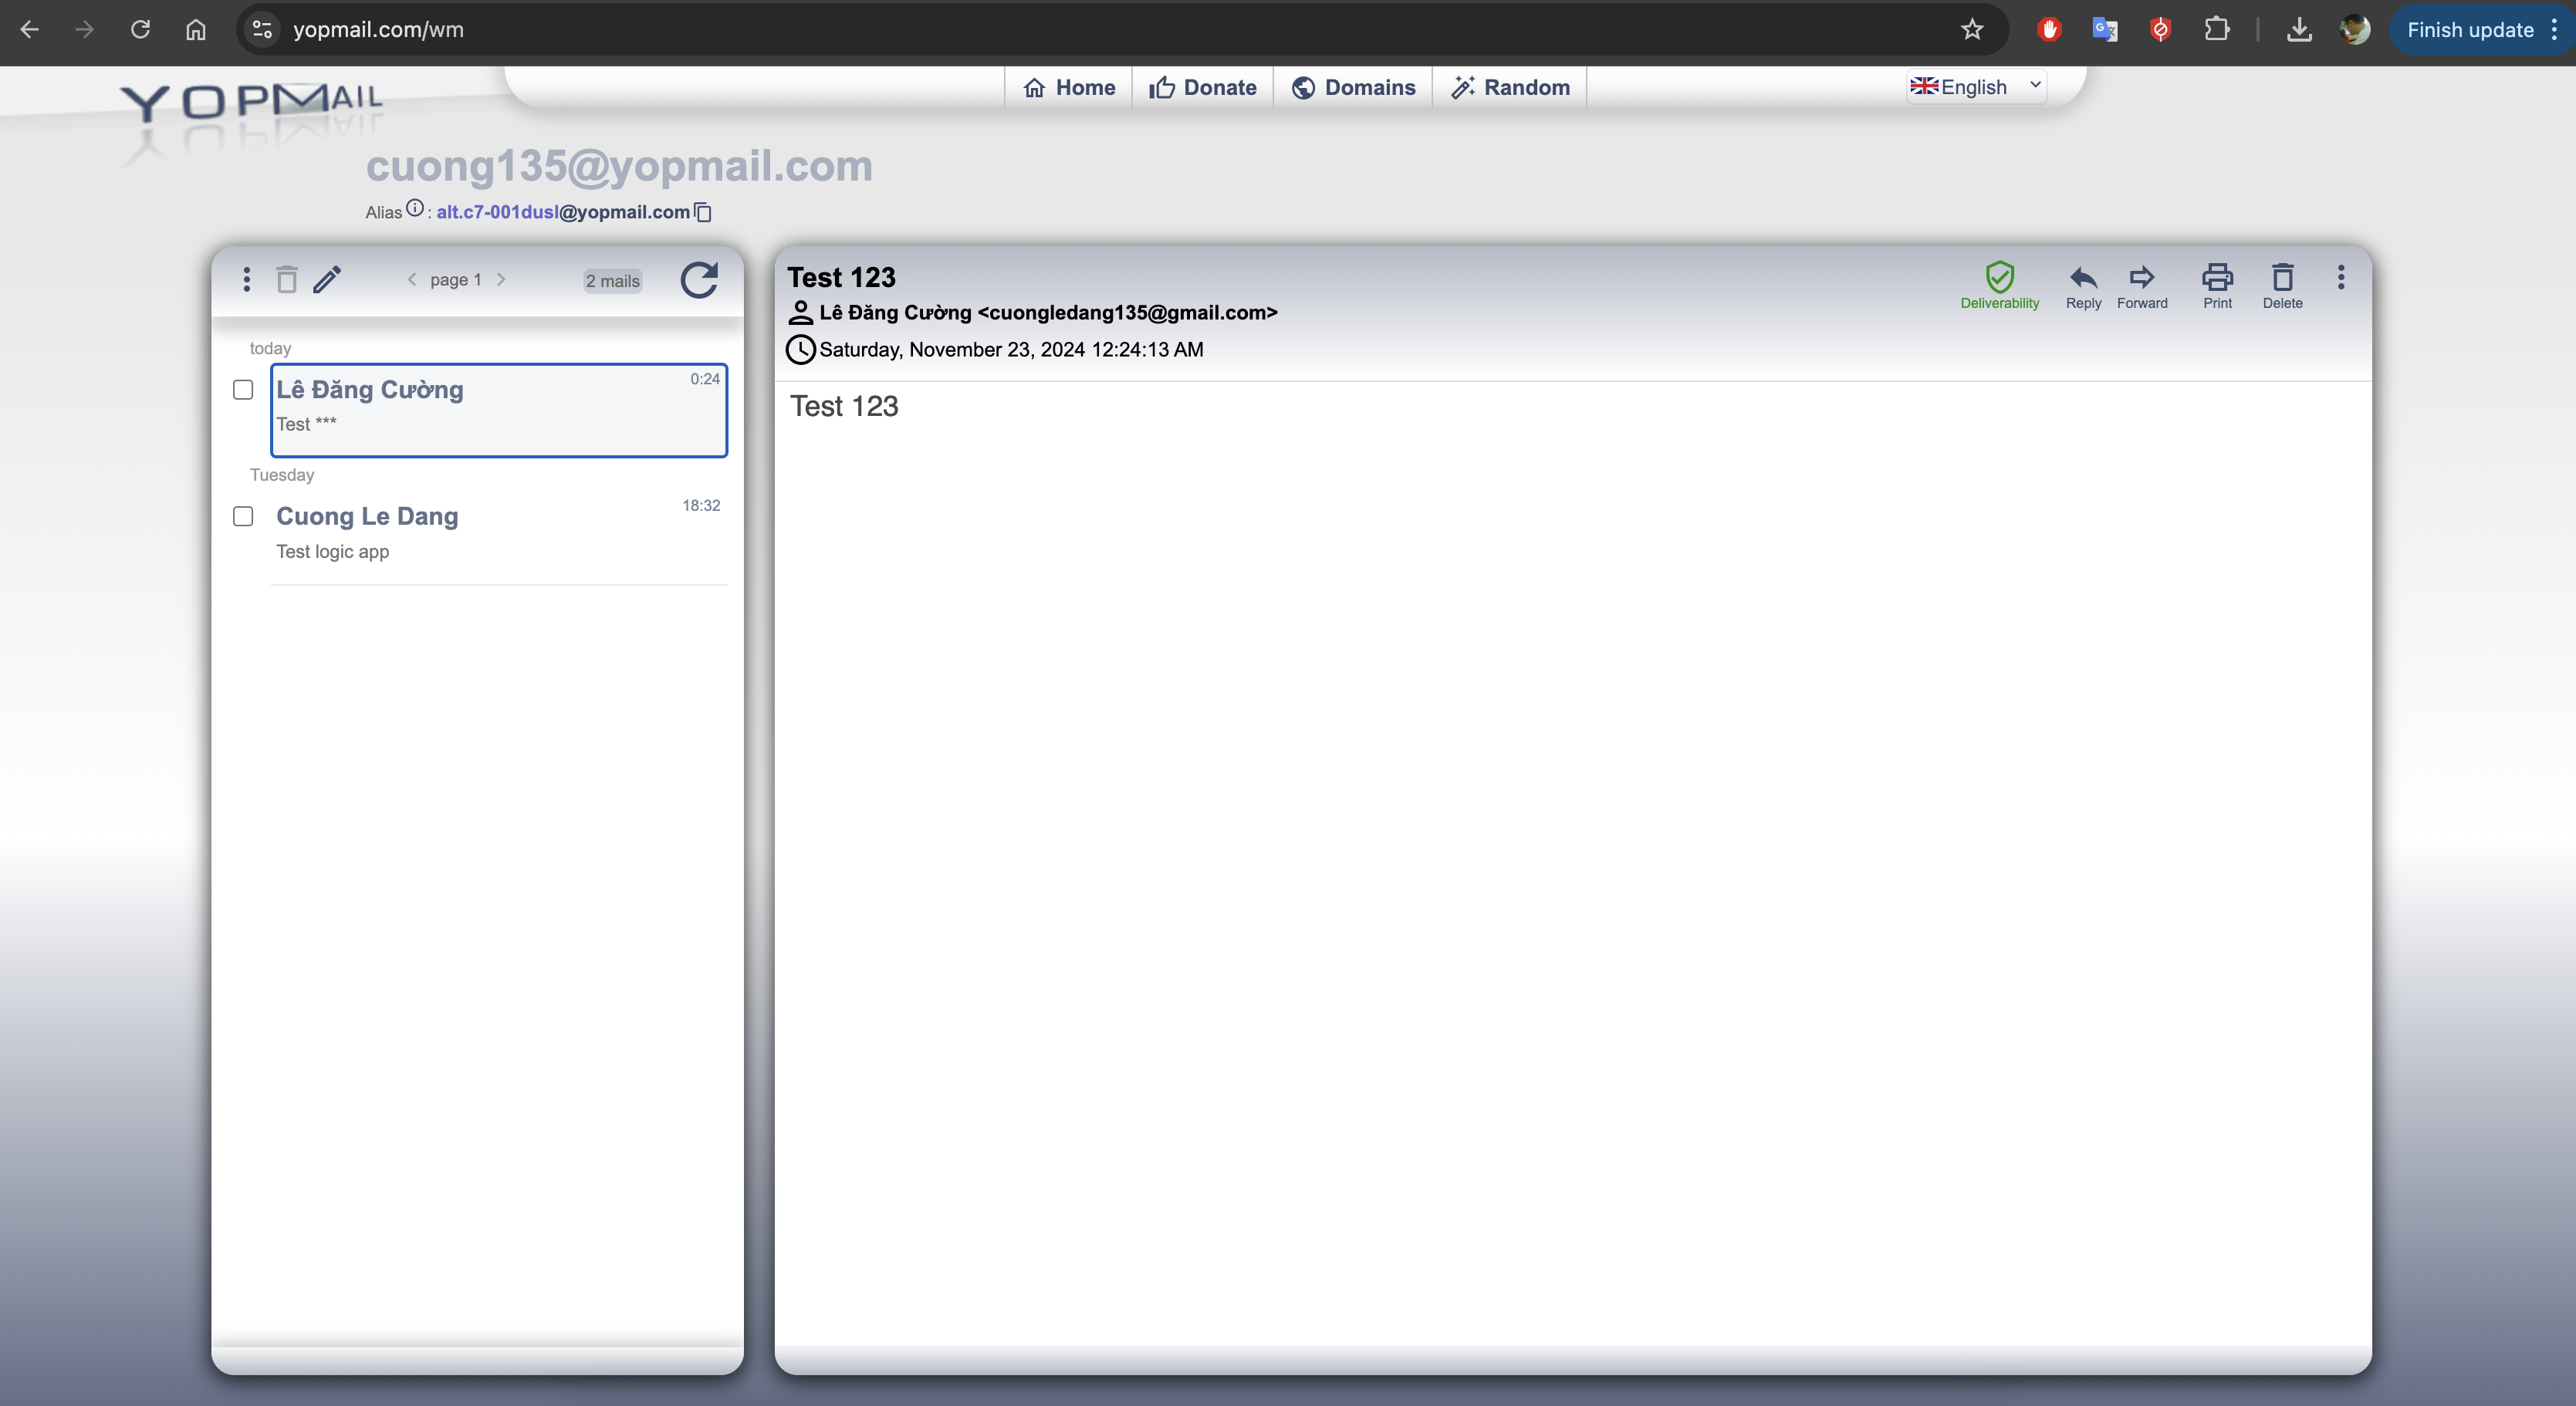 yopmail.com/wm
Finish update
YOPMAIL
Home
Donate
Domains
Random
English
cuong135@yopmail.com
Alias : alt.c7-001dusl@yopmail.com
page 1
2 mails
today
Lê Đăng Cường
0:24
Test ***
Tuesday
Cuong Le Dang
18:32
Test logic app
Test 123
Lê Đăng Cường <cuongledang135@gmail.com>
Saturday, November 23, 2024 12:24:13 AM
Deliverability
Reply
Forward
Print
Delete
Test 123